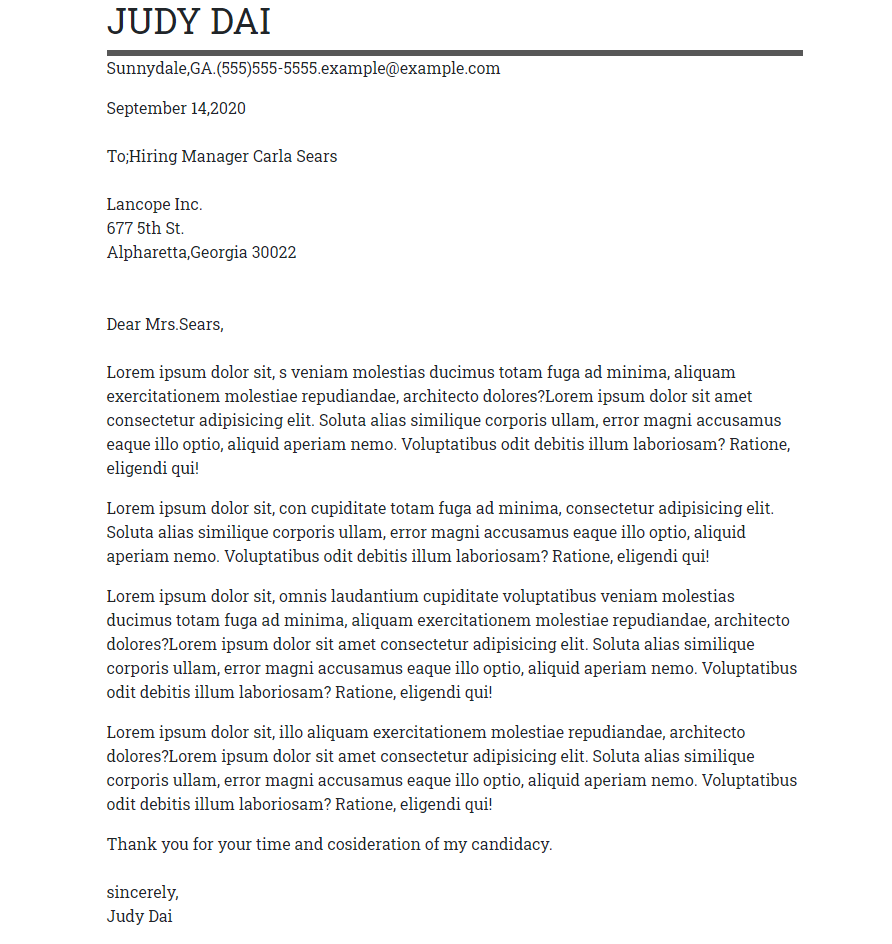 JUDY DAI
Sunnydale,GA.(555)555-5555.example@example.com
September 14,2020
To;Hiring Manager Carla Sears
Lancope Inc.
677 5th St.
Alpharetta,Georgia 30022
Dear Mrs.Sears,
Lorem ipsum dolor sit, s veniam molestias ducimus totam fuga ad minima, aliquam
exercitationem molestiae repudiandae, architecto dolores?Lorem ipsum dolor sit amet
consectetur adipisicing elit. Soluta alias similique corporis ullam, error magni accusamus
eaque illo optio, aliquid aperiam nemo. Voluptatibus odit debitis illum laboriosam? Ratione,
eligendi qui!
Lorem ipsum dolor sit, con cupiditate totam fuga ad minima, consectetur adipisicing elit.
Soluta alias similique corporis ullam, error magni accusamus eaque illo optio, aliquid
aperiam nemo. Voluptatibus odit debitis illum laboriosam? Ratione, eligendi qui!
Lorem ipsum dolor sit, omnis laudantium cupiditate voluptatibus veniam molestias
ducimus totam fuga ad minima, aliquam exercitationem molestiae repudiandae, architecto
dolores?Lorem ipsum dolor sit amet consectetur adipisicing elit. Soluta alias similique
corporis ullam, error magni accusamus eaque illo optio, aliquid aperiam nemo. Voluptatibus
odit debitis illum laboriosam? Ratione, eligendi qui!
Lorem ipsum dolor sit, illo aliquam exercitationem molestiae repudiandae, architecto
dolores?Lorem ipsum dolor sit amet consectetur adipisicing elit. Soluta alias similique
corporis ullam, error magni accusamus eaque illo optio, aliquid aperiam nemo. Voluptatibus
odit debitis illum laboriosam? Ratione, eligendi qui!
Thank you for your time and cosideration of my candidacy.
sincerely,
Judy Dai